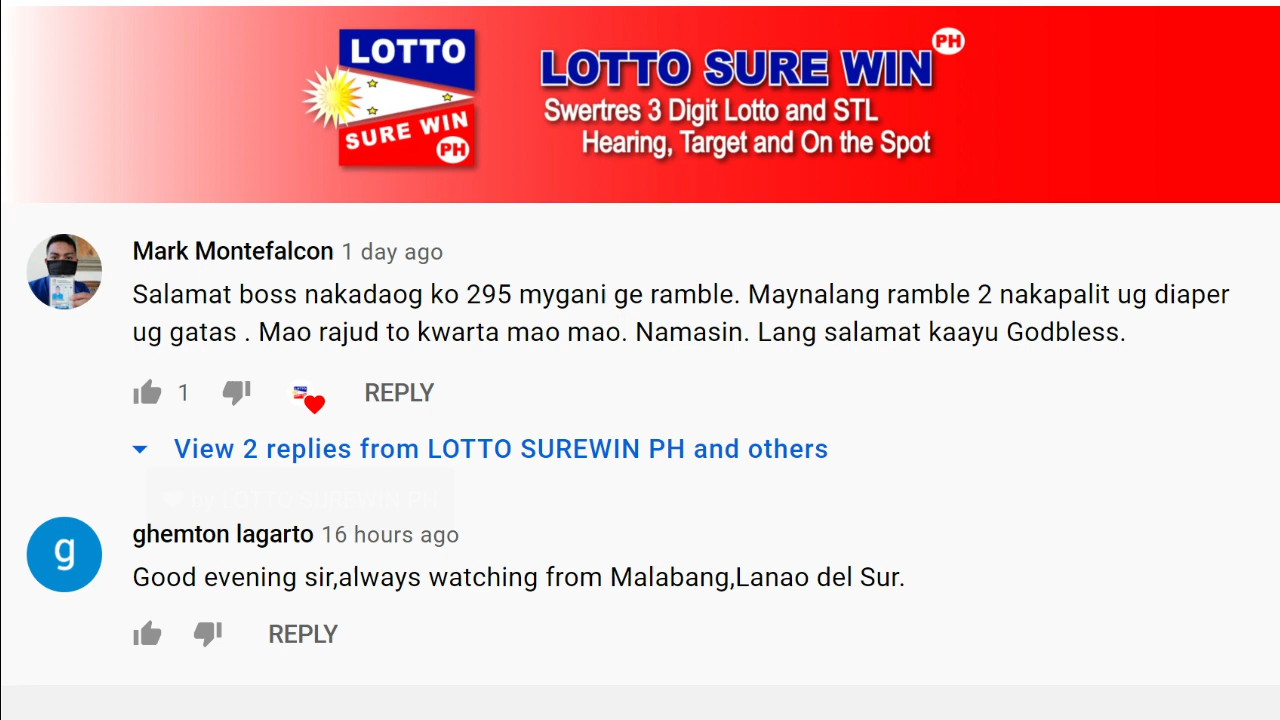 LOTTO
SURE WIN
PH
LOTTO SURE WIN PH
Swertres 3 Digit Lotto and STL
Hearing, Target and On the Spot
Mark Montefalcon 1 day ago
Salamat boss nakadaog ko 295 mygani ge ramble. Maynalang ramble 2 nakapalit ug diaper
ug gatas . Mao rajud to kwarta mao mao. Namasin. Lang salamat kaayu Godbless.
1 REPLY
View 2 replies from LOTTO SUREWIN PH and others
by LOTTO SUREWIN PH
ghemton lagarto 16 hours ago
g
Good evening sir,always watching from Malabang,Lanao del Sur.
REPLY